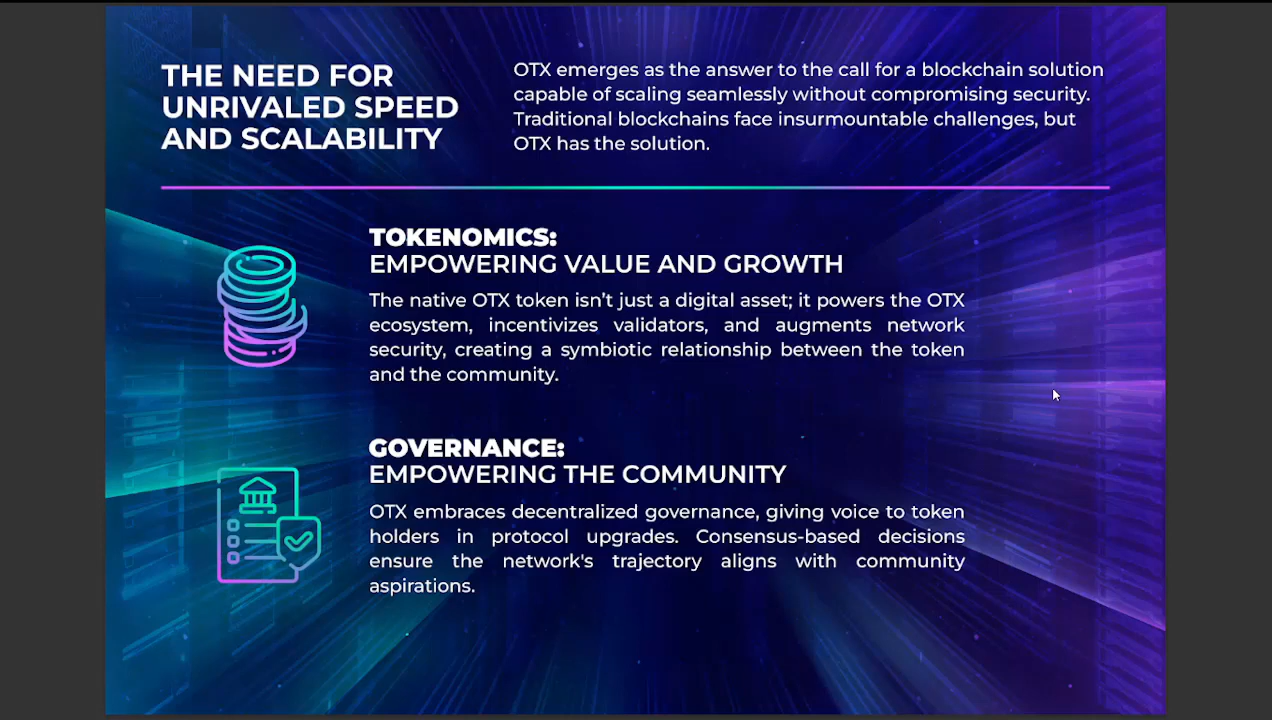 THE NEED FOR
UNRIVALED SPEED
AND SCALABILITY
OTX emerges as the answer to the call for a blockchain solution
capable of scaling seamlessly without compromising security.
Traditional blockchains face insurmountable challenges, but
OTX has the solution.
TOKENOMICS:
EMPOWERING VALUE AND GROWTH
The native OTX token isn't just a digital asset; it powers the OTX
ecosystem, incentivizes validators, and augments network
security, creating a symbiotic relationship between the token
and the community.
GOVERNANCE:
EMPOWERING THE COMMUNITY
OTX embraces decentralized governance, giving voice to token
holders in protocol upgrades. Consensus-based decisions
ensure the network's trajectory aligns with community
aspirations.